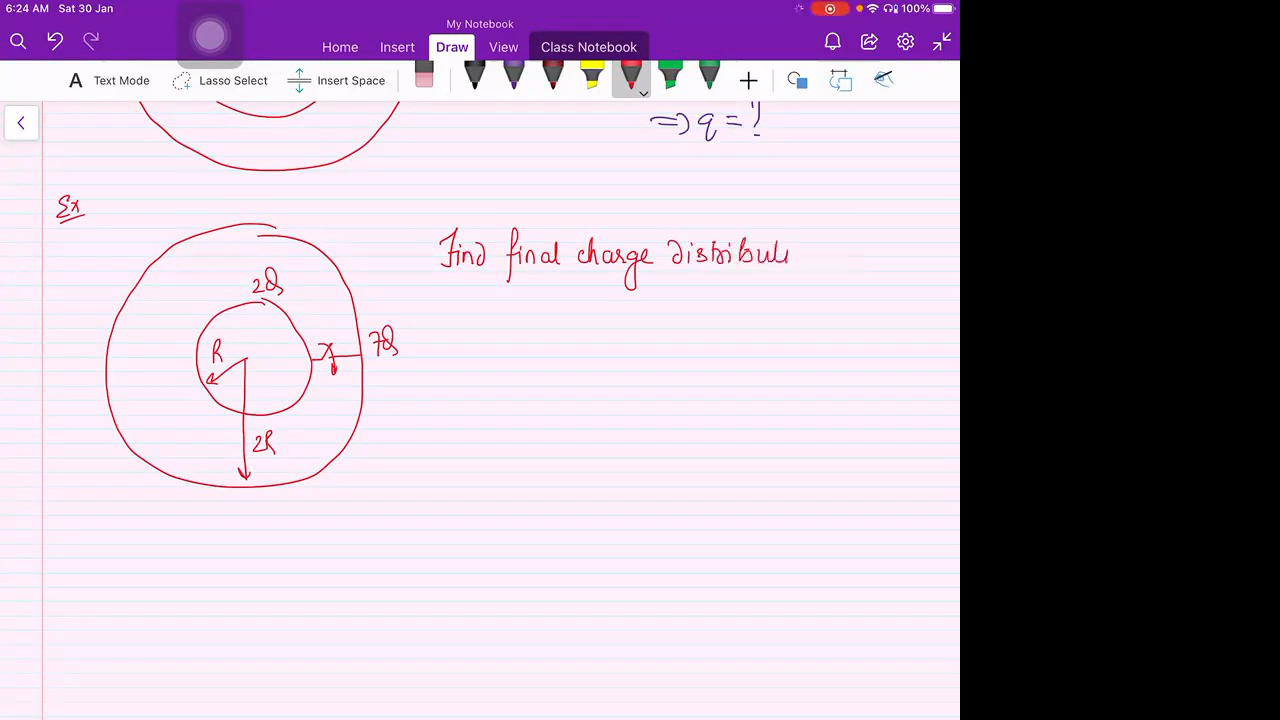 6:24 AM Sat 30 Jan 100%
My Notebook
Home Insert Draw View Class Notebook
A Text Mode Lasso Select Insert Space
⇒ q = ?
Ex
Find final charge distributi
2Q
R
7Q
2R